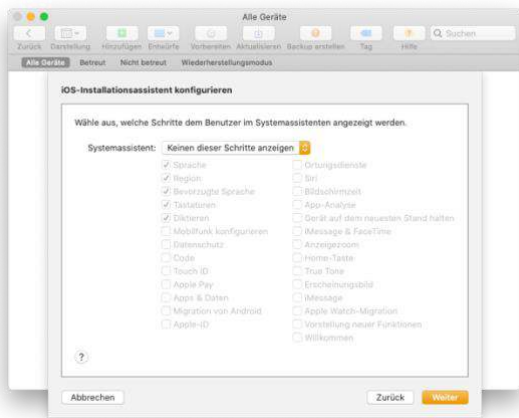 Alle Geräte
Zurück Darstellung Hinzufügen Entwürfe Vorbereiten Aktualisieren Backup erstellen Tag Hilfe Suchen
Alle Geräte Betreut Nicht betreut Wiederherstellungsmodus
iOS-Installationsassistent konfigurieren
Wähle aus, welche Schritte dem Benutzer im Systemassistenten angezeigt werden.
Systemassistent: Keinen dieser Schritte anzeigen
Sprache
Region
Bevorzugte Sprache
Tastaturen
Diktieren
Mobilfunk konfigurieren
Datenschutz
Code
Touch ID
Apple Pay
Apps & Daten
Migration von Android
Apple-ID
Ortungsdienste
Siri
Bildschirmzeit
App-Analyse
Gerät auf dem neuesten Stand halten
iMessage & FaceTime
Anzeigezoom
Home-Taste
True Tone
Erscheinungsbild
iMessage
Apple Watch-Migration
Vorstellung neuer Funktionen
Willkommen
?
Abbrechen Zurück Weiter